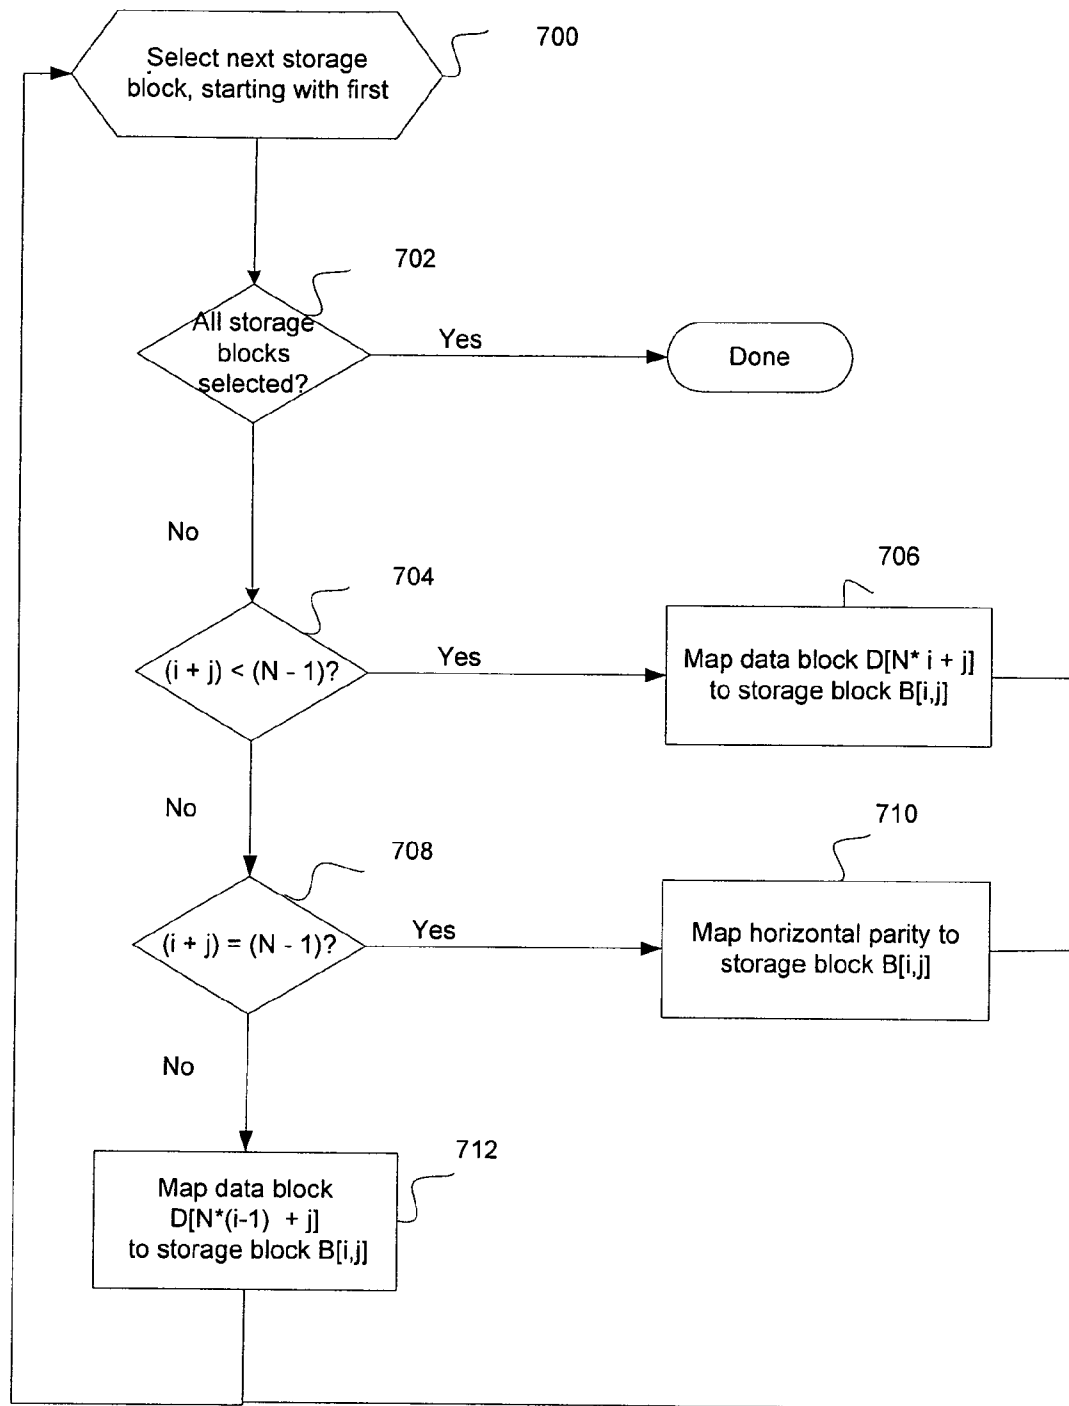 700
Select next storage
block, starting with first
702
All storage
blocks
selected?
Yes
Done
No
704
(i + j) < (N - 1)?
Yes
706
Map data block D[N* i + j]
to storage block B[i,j]
No
708
(i + j) = (N - 1)?
Yes
710
Map horizontal parity to
storage block B[i,j]
No
712
Map data block
D[N*(i-1) + j]
to storage block B[i,j]